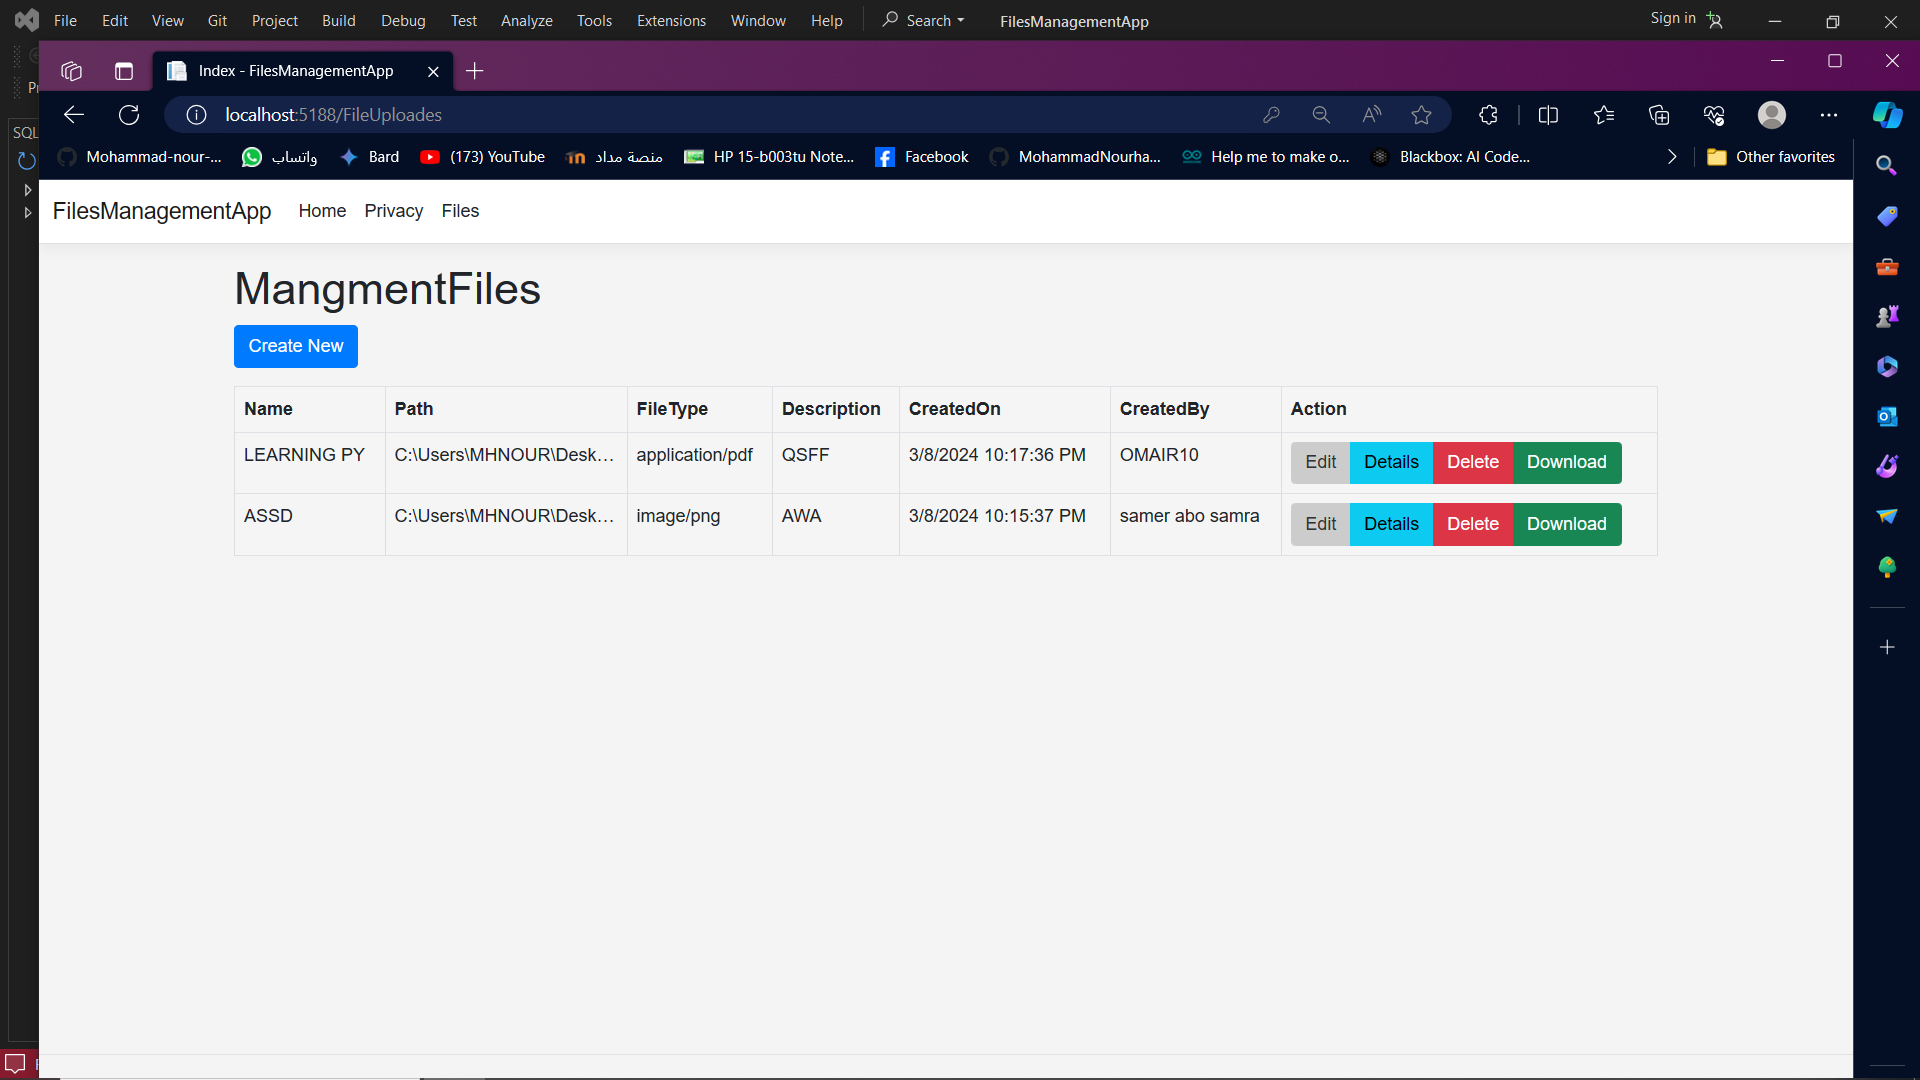 File Edit View Git Project Build Debug Test Analyze Tools Extensions Window Help Search FilesManagementApp Sign in
Index - FilesManagementApp
localhost:5188/FileUploades
SQL
Mohammad-nour-... واتساب Bard (173) YouTube منصة مداد HP 15-b003tu Note... Facebook MohammadNourha... Help me to make o... Blackbox: AI Code... Other favorites
FilesManagementApp Home Privacy Files
MangmentFiles
Create New
Name Path FileType Description CreatedOn CreatedBy Action
LEARNING PY C:\Users\MHNOUR\Desk... application/pdf QSFF 3/8/2024 10:17:36 PM OMAIR10 Edit Details Delete Download
ASSD C:\Users\MHNOUR\Desk... image/png AWA 3/8/2024 10:15:37 PM samer abo samra Edit Details Delete Download